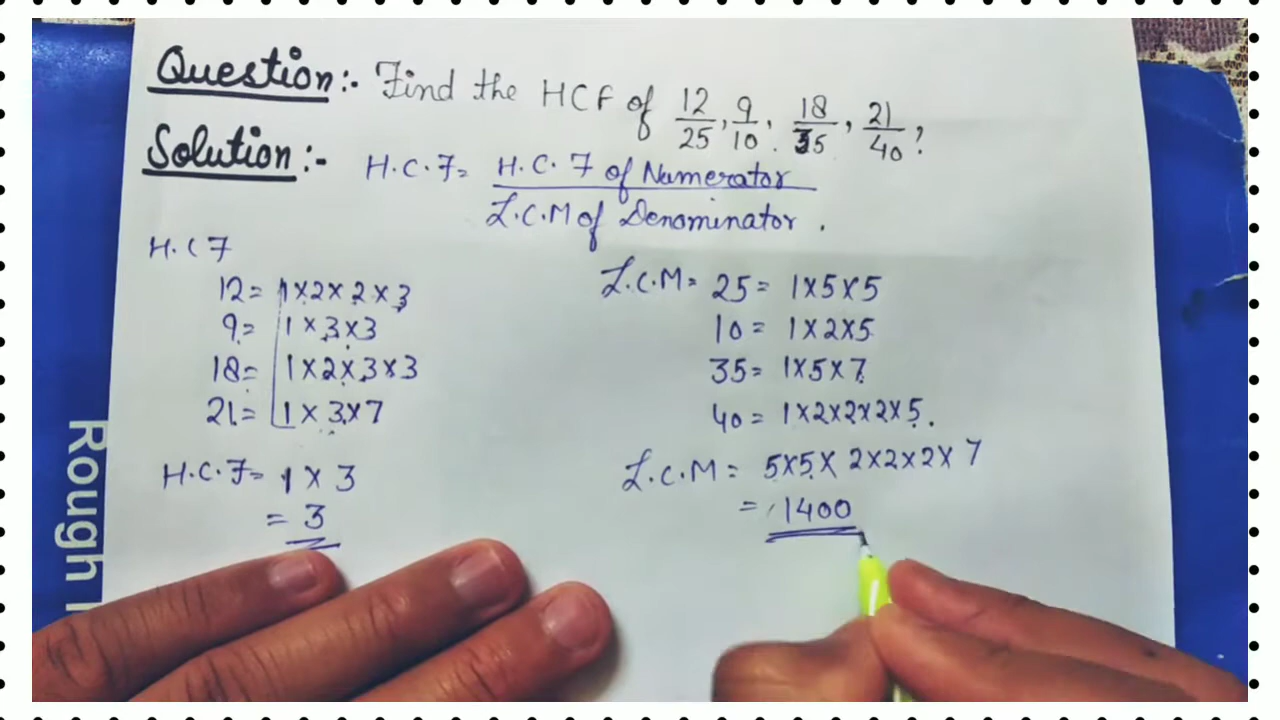 Question:- Find the HCF of 12/25, 9/10, 18/35, 21/40?
Solution:- H.C.F= H.C.F of Numerator / L.C.M of Denominator.
H.CF
12= 1×2×2×3
9= 1×3×3
18= 1×2×3×3
21= 1×3×7
H.C.F= 1×3
= 3
L.C.M= 25= 1×5×5
10= 1×2×5
35= 1×5×7
40= 1×2×2×2×5.
L.C.M= 5×5×2×2×2×7
= 1400
Rough